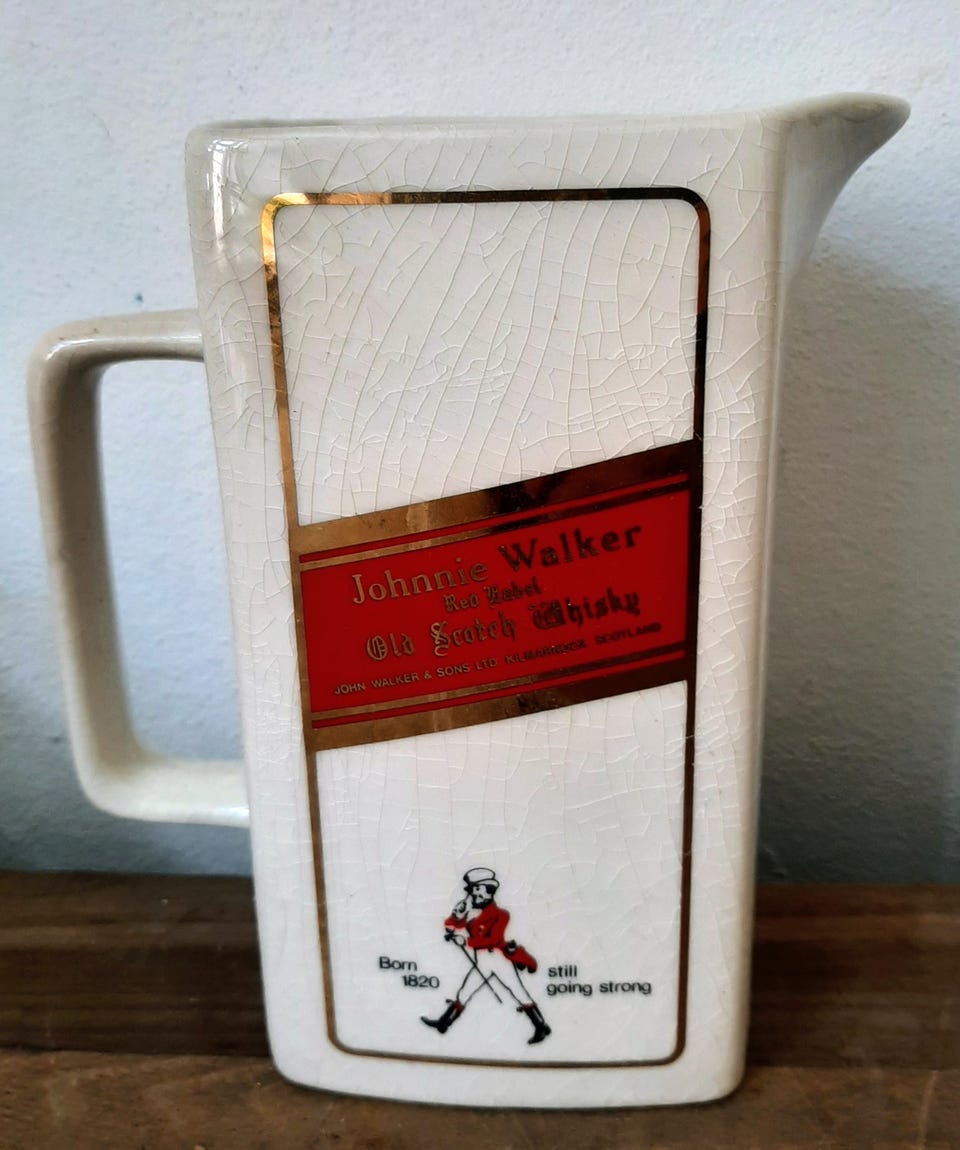 Johnnie Walker
Red Label
Old Scotch Whisky
JOHN WALKER & SONS LTD KILMARNOCK SCOTLAND
Born
1820
still
going strong